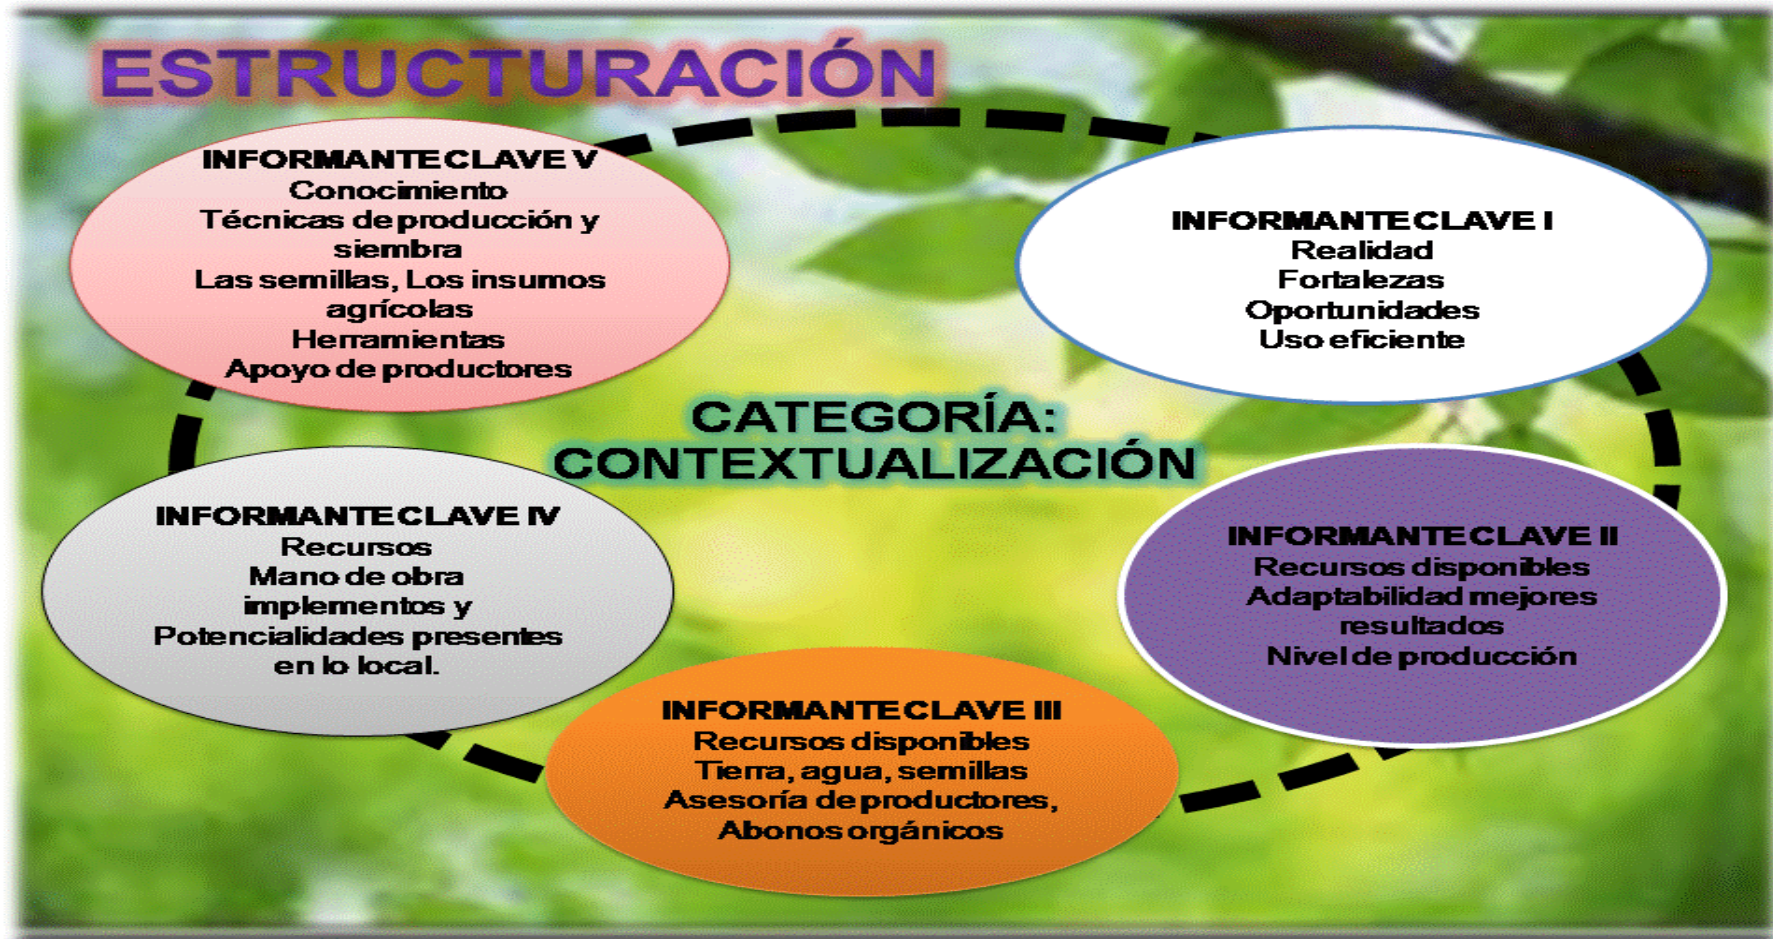 ESTRUCTURACIÓN
INFORMANTE CLAVE V
Conocimiento
Técnicas de producción y
siembra
Las semillas, Los insumos
agrícolas
Herramientas
Apoyo de productores
INFORMANTE CLAVE I
Realidad
Fortalezas
Oportunidades
Uso eficiente
CATEGORÍA:
CONTEXTUALIZACIÓN
INFORMANTE CLAVE IV
Recursos
Mano de obra
implementos y
Potencialidades presentes
en lo local.
INFORMANTE CLAVE II
Recursos disponibles
Adaptabilidad mejores
resultados
Nivel de producción
INFORMANTE CLAVE III
Recursos disponibles
Tierra, agua, semillas
Asesoría de productores,
Abonos orgánicos